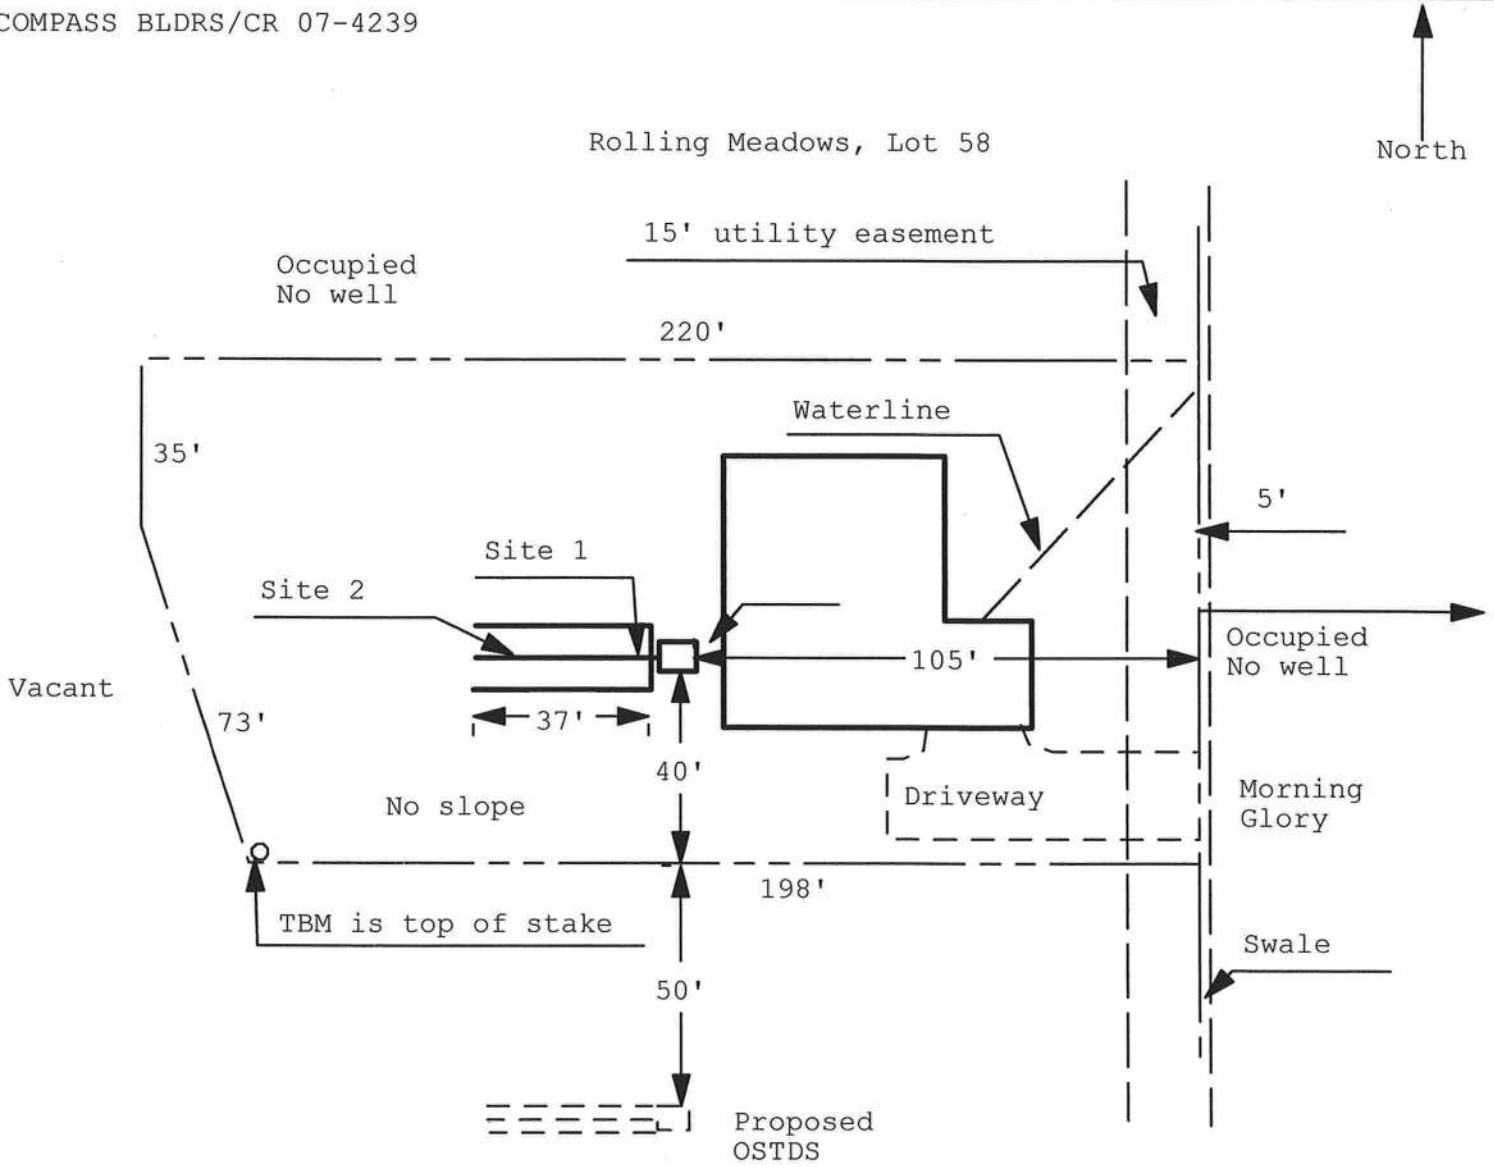 COMPASS BLDRS/CR 07-4239
Rolling Meadows, Lot 58
North
15' utility easement
Occupied
No well
220'
Waterline
35'
5'
Site 1
Site 2
Occupied
No well
105'
Vacant
73'
37'
40'
Driveway
Morning
Glory
No slope
198'
TBM is top of stake
Swale
50'
Proposed
OSTDS